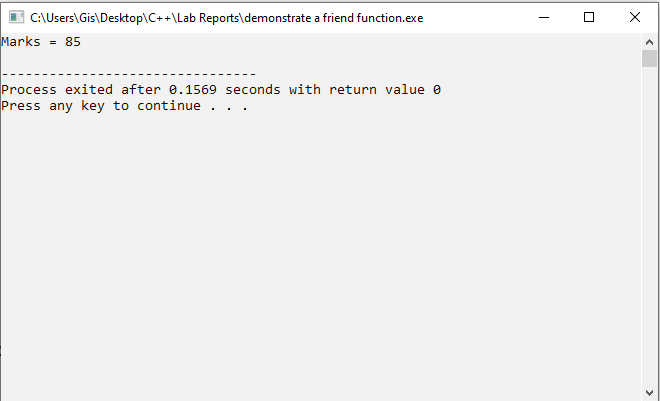 C:\Users\Gis\Desktop\C++\Lab Reports\demonstrate a friend function.exe
Marks = 85
--------------------------------
Process exited after 0.1569 seconds with return value 0
Press any key to continue . . .